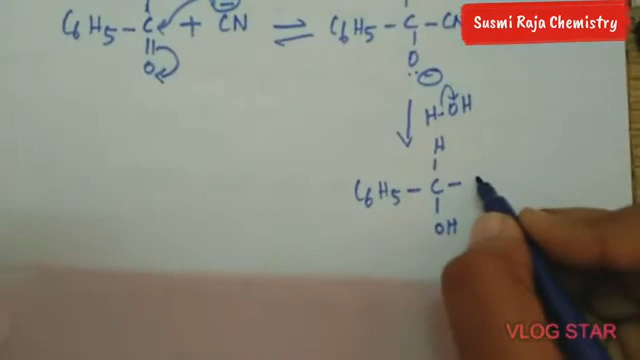 Susmi Raja Chemistry
C6H5 – C + CN ⇌ C6H5 – C – CN
|| |
O O
.. ⊖
↓ H–OH
H
|
C6H5 – C –
|
OH
VLOG STAR